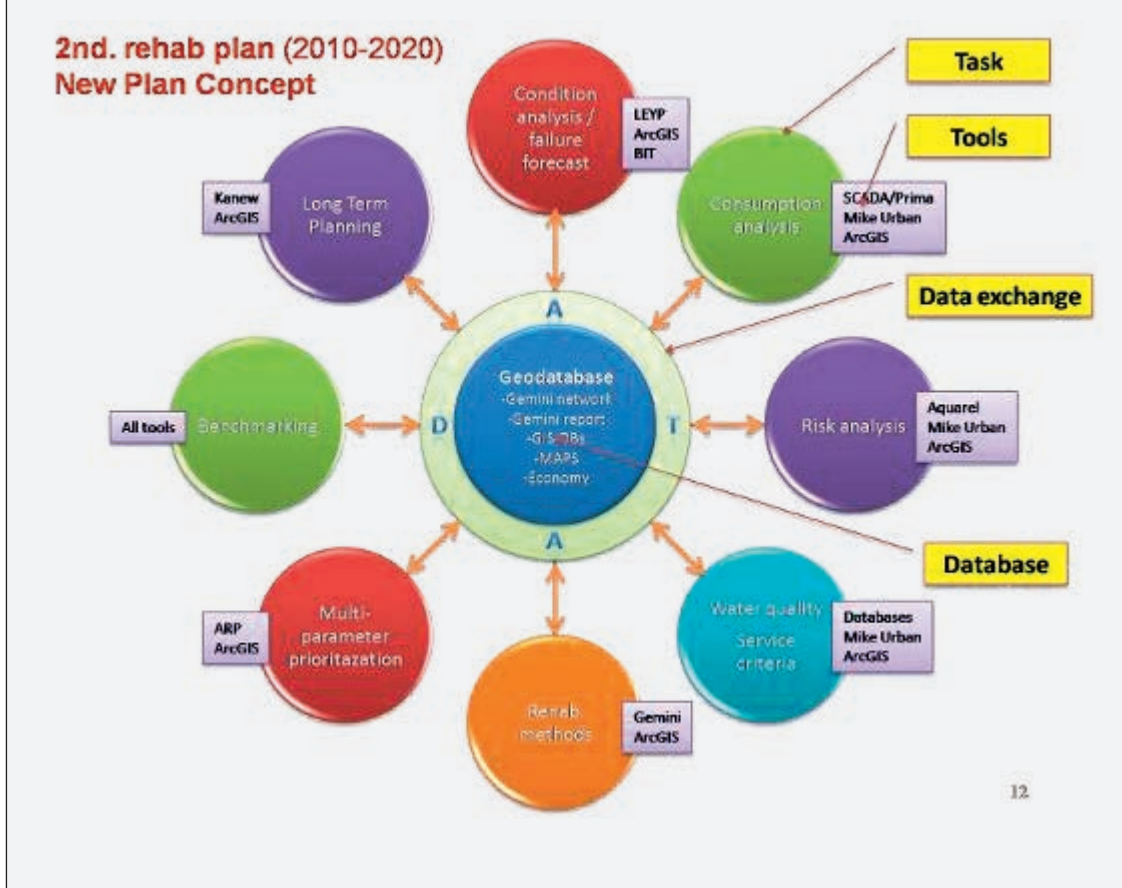 2nd. rehab plan (2010-2020)
New Plan Concept
Condition
analysis /
failure
forecast
LEYP
ArcGIS
BIT
Task
Tools
Consumption
analysis
SCADA/Prima
Mike Urban
ArcGIS
Kanew
ArcGIS
Long Term
Planning
Data exchange
A
Geodatabase
-Gemini network
-Gemini report
-GIS DBs
-MAPS
-Economy
D
T
A
All tools
Benchmarking
Risk analysis
Aquarel
Mike Urban
ArcGIS
Database
ARP
ArcGIS
Multi-
parameter
prioritazation
Water quality
Service
criteria
Databases
Mike Urban
ArcGIS
Rehab
methods
Gemini
ArcGIS
12